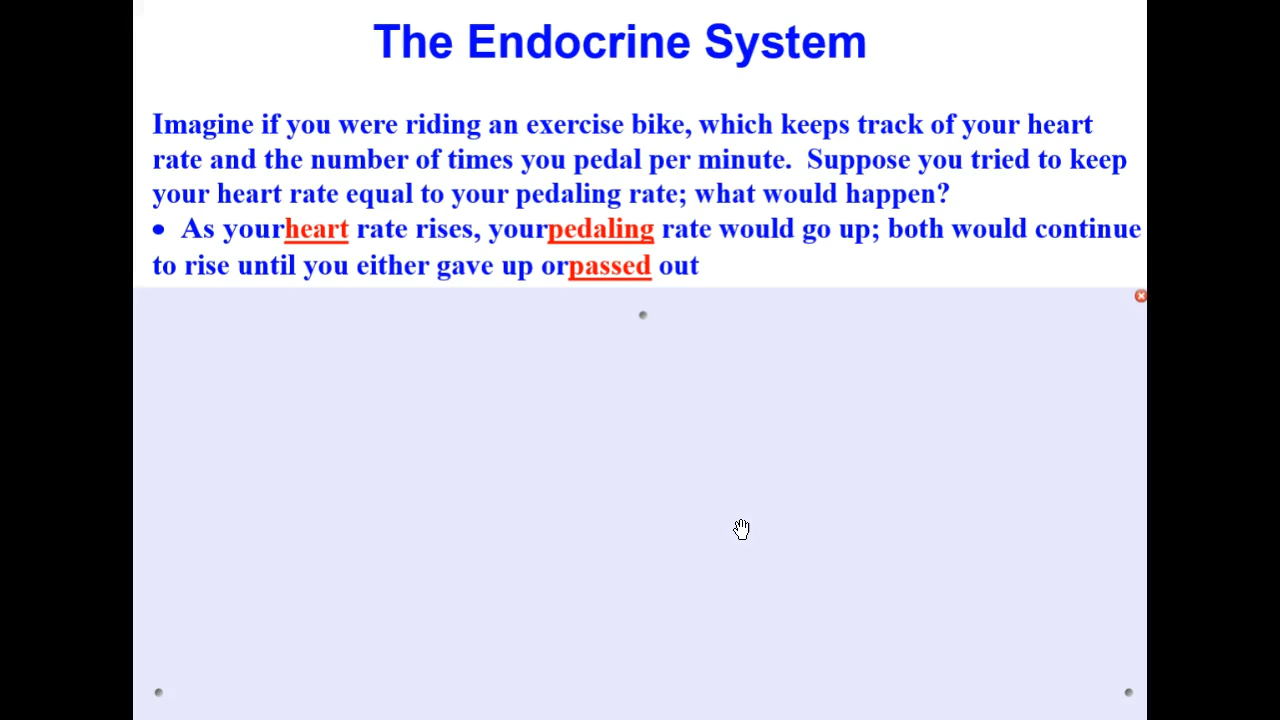 The Endocrine System
Imagine if you were riding an exercise bike, which keeps track of your heart
rate and the number of times you pedal per minute. Suppose you tried to keep
your heart rate equal to your pedaling rate; what would happen?
• As yourheart rate rises, yourpedaling rate would go up; both would continue
to rise until you either gave up orpassed out